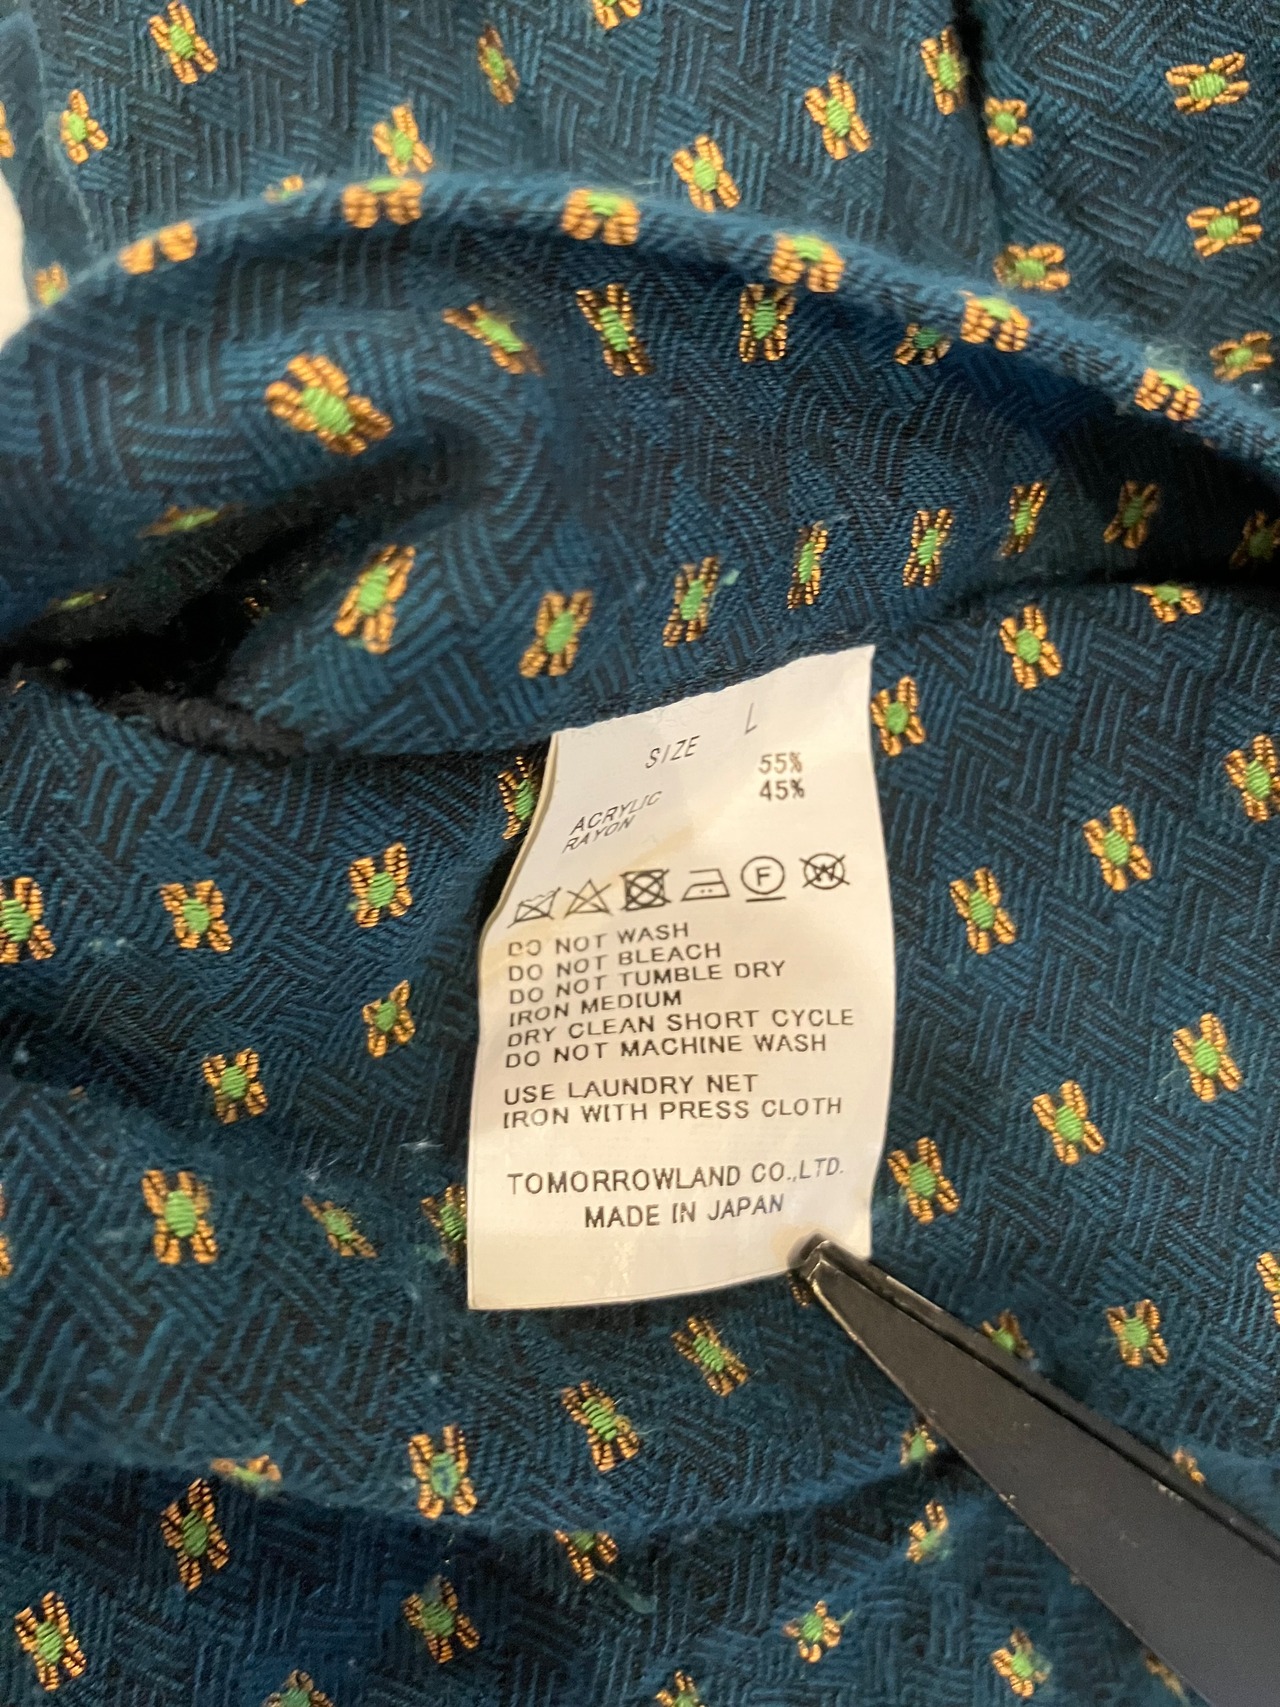 SIZE L
ACRYLIC 55%
RAYON 45%
F W
DO NOT WASH
DO NOT BLEACH
DO NOT TUMBLE DRY
IRON MEDIUM
DRY CLEAN SHORT CYCLE
DO NOT MACHINE WASH
USE LAUNDRY NET
IRON WITH PRESS CLOTH
TOMORROWLAND CO.,LTD.
MADE IN JAPAN